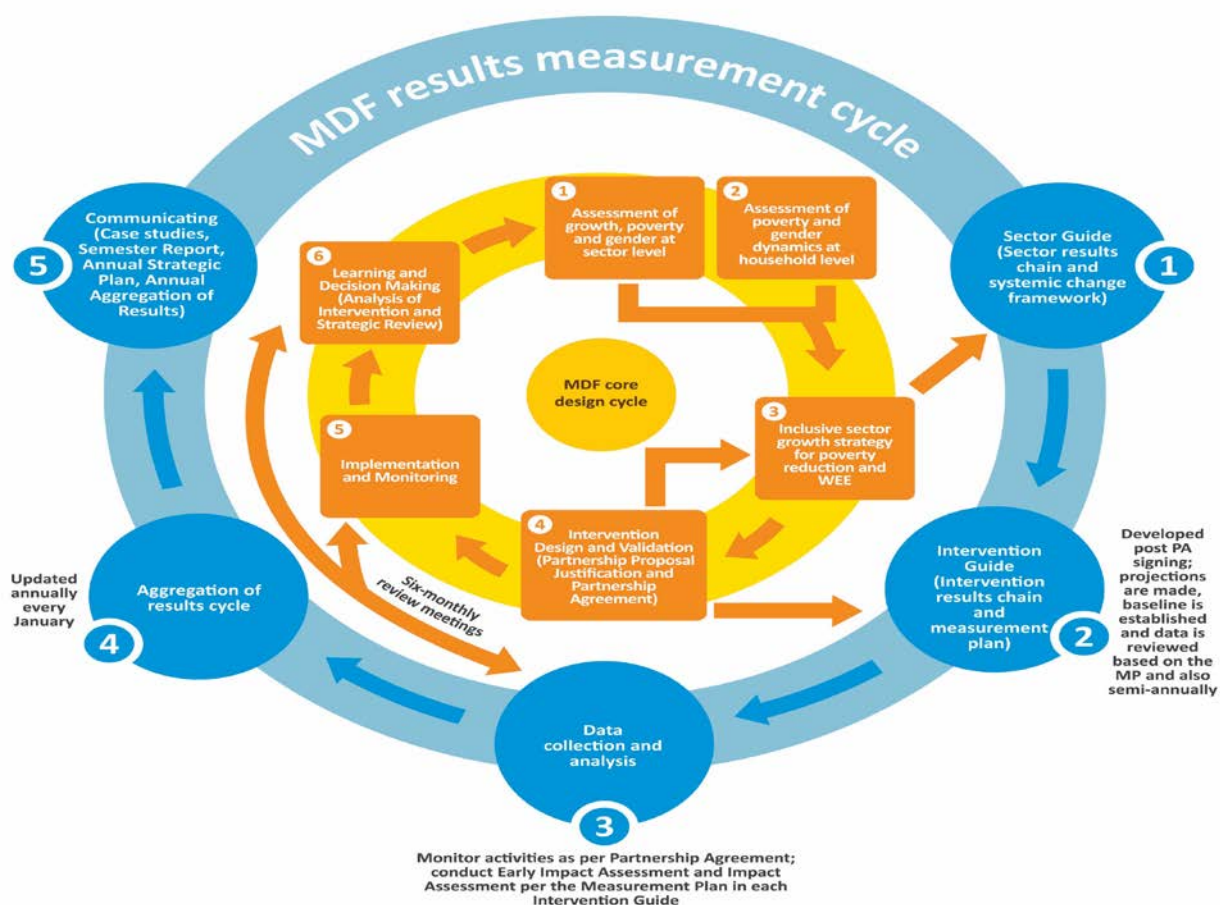 MDF results measurement cycle
1
Assessment of
growth, poverty
and gender at
sector level
2
Assessment of
poverty and
gender
dynamics at
household level
Communicating
(Case studies,
Semester Report,
Annual Strategic
Plan, Annual
Aggregation of
Results)
5
6
Learning and
Decision Making
(Analysis of
Intervention and
Strategic Review)
Sector Guide
(Sector results
chain and
systemic change
framework)
1
MDF core
design cycle
3
Inclusive sector
growth strategy
for poverty
reduction and
WEE
5
Implementation
and Monitoring
4
Intervention
Design and Validation
(Partnership Proposal
Justification and
Partnership
Agreement)
Six-monthly
review meetings
Updated
annually
every
January
Aggregation of
results cycle
4
Intervention
Guide
(Intervention
results chain
and
measurement
plan)
2
Developed
post PA
signing;
projections
are made,
baseline is
established
and data is
reviewed
based on the
MP and also
semi-annually
Data
collection and
analysis
3
Monitor activities as per Partnership Agreement;
conduct Early Impact Assessment and Impact
Assessment per the Measurement Plan in each
Intervention Guide